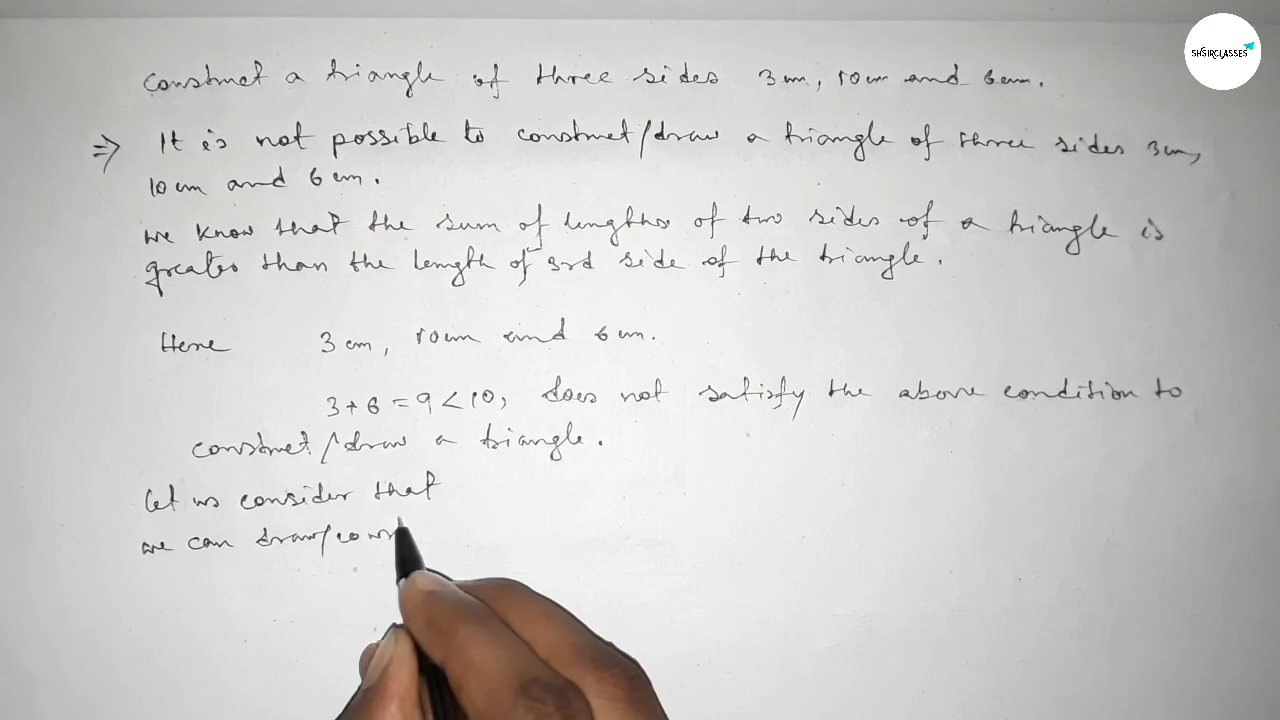 SHSIRCLASSES
construct a triangle of three sides 3cm, 10cm and 6cm.
⇒ It is not possible to construct/draw a triangle of three sides 3cm,
10cm and 6cm.
we know that the sum of lengths of two sides of a triangle is
greater than the length of 3rd side of the triangle.
Here 3cm, 10cm and 6cm.
3+6=9<10, does not satisfy the above condition to
construct/draw a triangle.
Let us consider that
we can draw/con